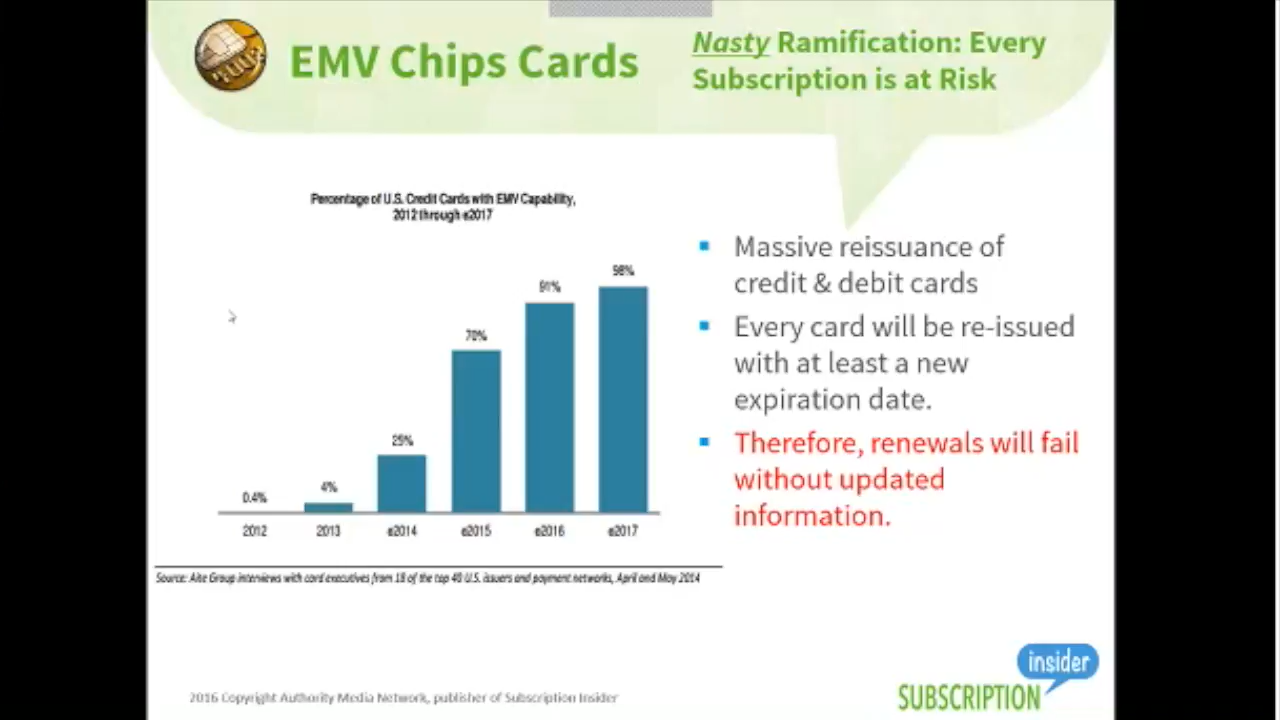 EMV Chips Cards
Nasty Ramification: Every
Subscription is at Risk
Percentage of U.S. Credit Cards with EMV Capability,
2012 through e2017
0.4%
4%
25%
70%
91%
98%
2012
2013
e2014
e2015
e2016
e2017
Source: Aite Group interviews with card executives from 18 of the top 40 U.S. issuers and payment networks, April and May 2014
Massive reissuance of
credit & debit cards
Every card will be re-issued
with at least a new
expiration date.
Therefore, renewals will fail
without updated
information.
2016 Copyright Authority Media Network, publisher of Subscription Insider
insider
SUBSCRIPTION